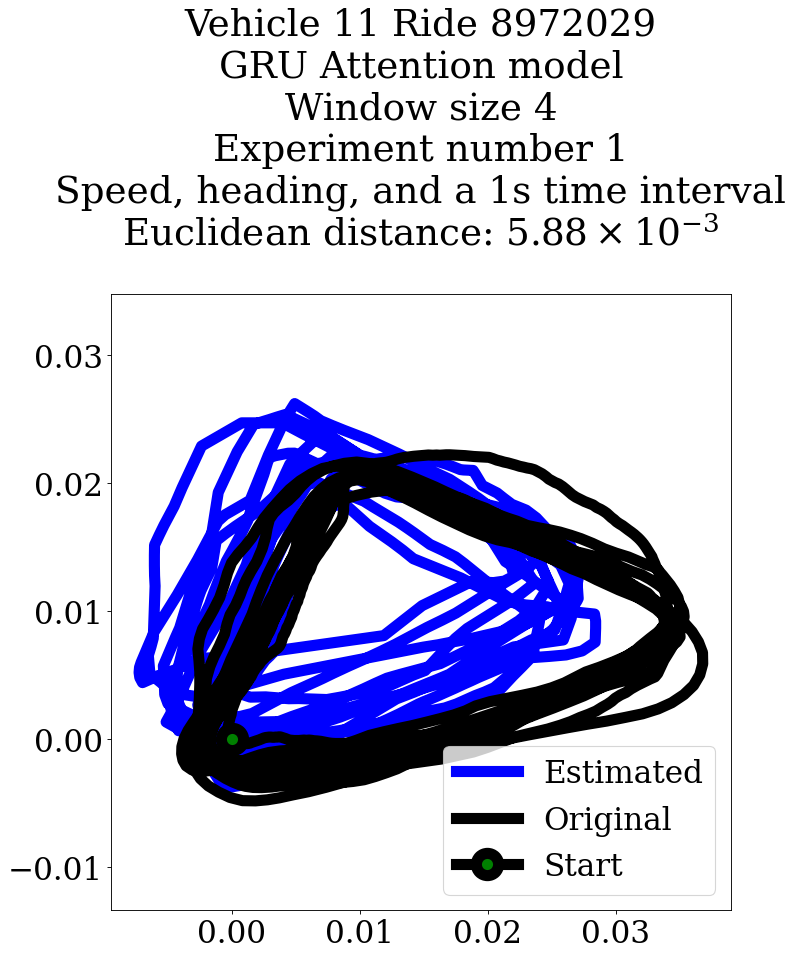 Vehicle 11 Ride 8972029
GRU Attention model
Window size 4
Experiment number 1
Speed, heading, and a 1s time interval
Euclidean distance: 5.88 × 10⁻³
0.03
0.02
0.01
0.00
−0.01
0.00 0.01 0.02 0.03
Estimated
Original
Start